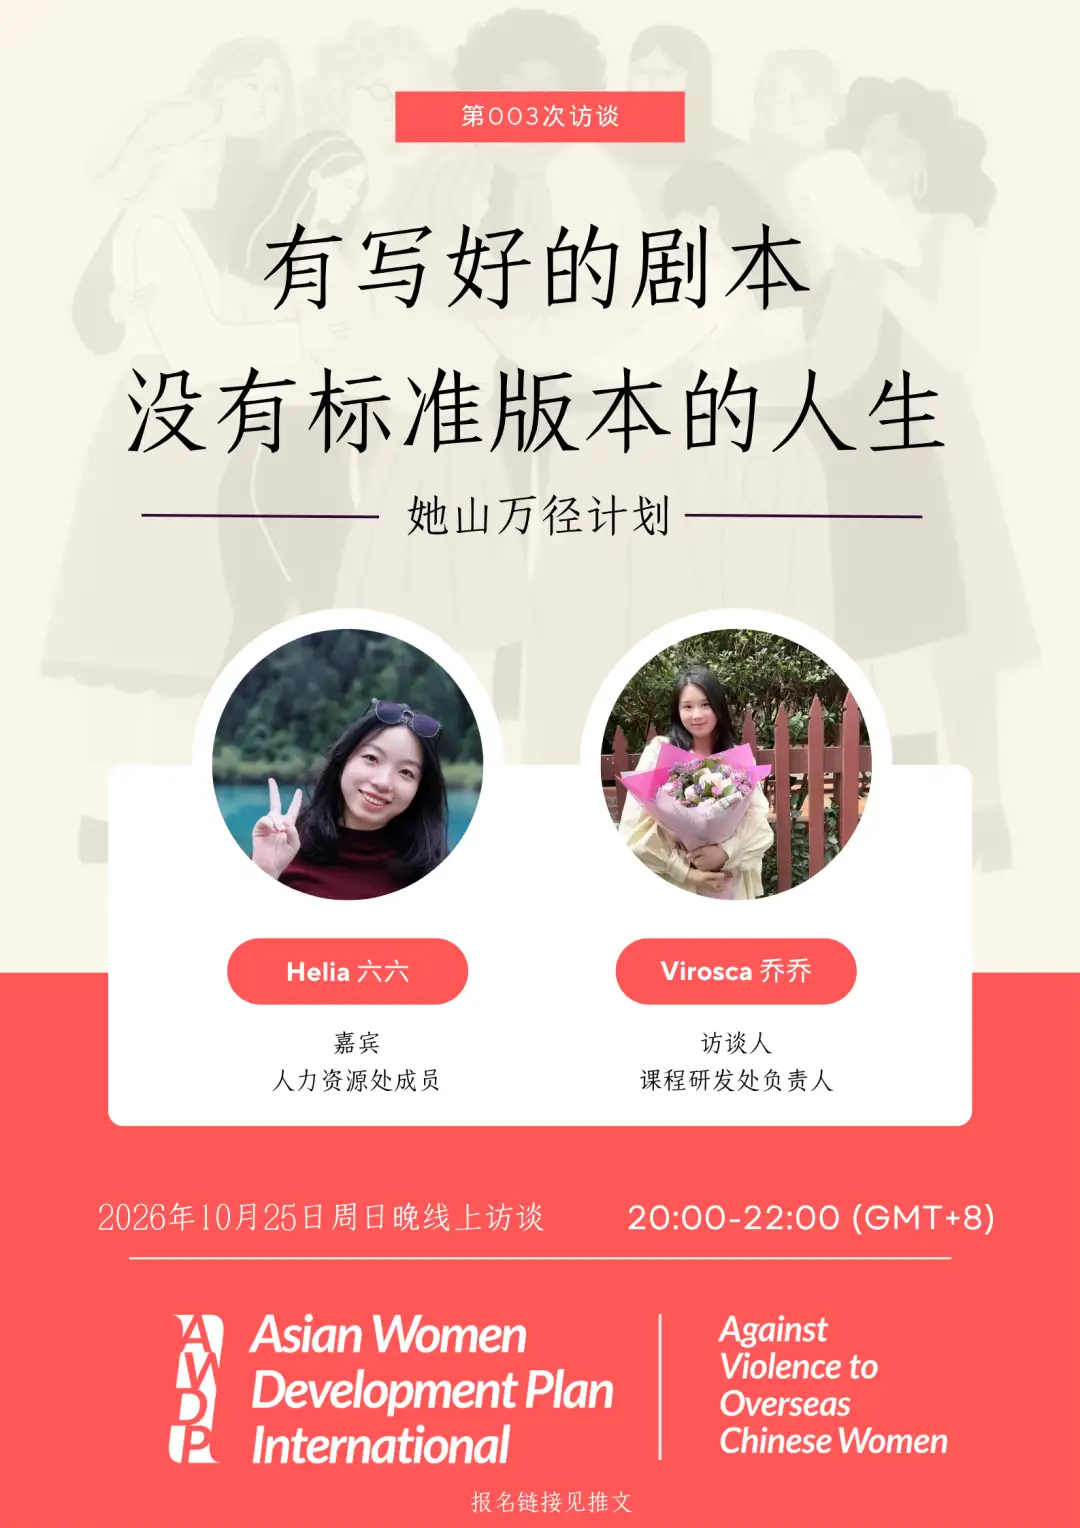 第003次访谈
有写好的剧本
没有标准版本的人生
她山万径计划
Helia 六六
嘉宾
人力资源处成员
Virosca 乔乔
访谈人
课程研发处负责人
2026年10月25日周日晚线上访谈
20:00-22:00 (GMT+8)
AWDP
Asian Women
Development Plan
International
Against
Violence to
Overseas
Chinese Women
报名链接见推文